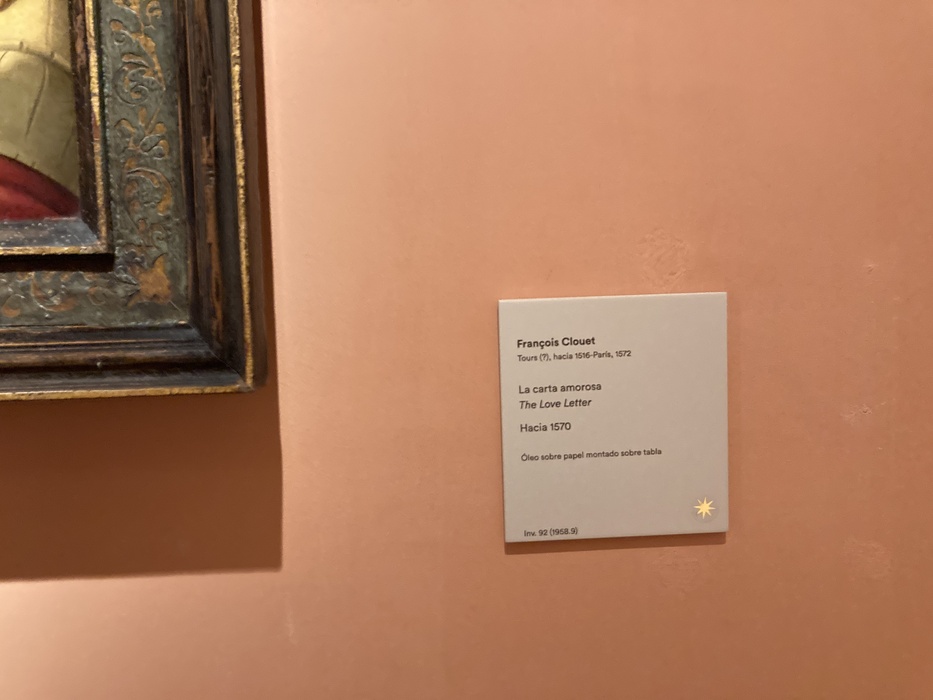 François Clouet
Tours (?), hacia 1516-París, 1572
La carta amorosa
The Love Letter
Hacia 1570
Óleo sobre papel montado sobre tabla
Inv. 92 (1958.9)